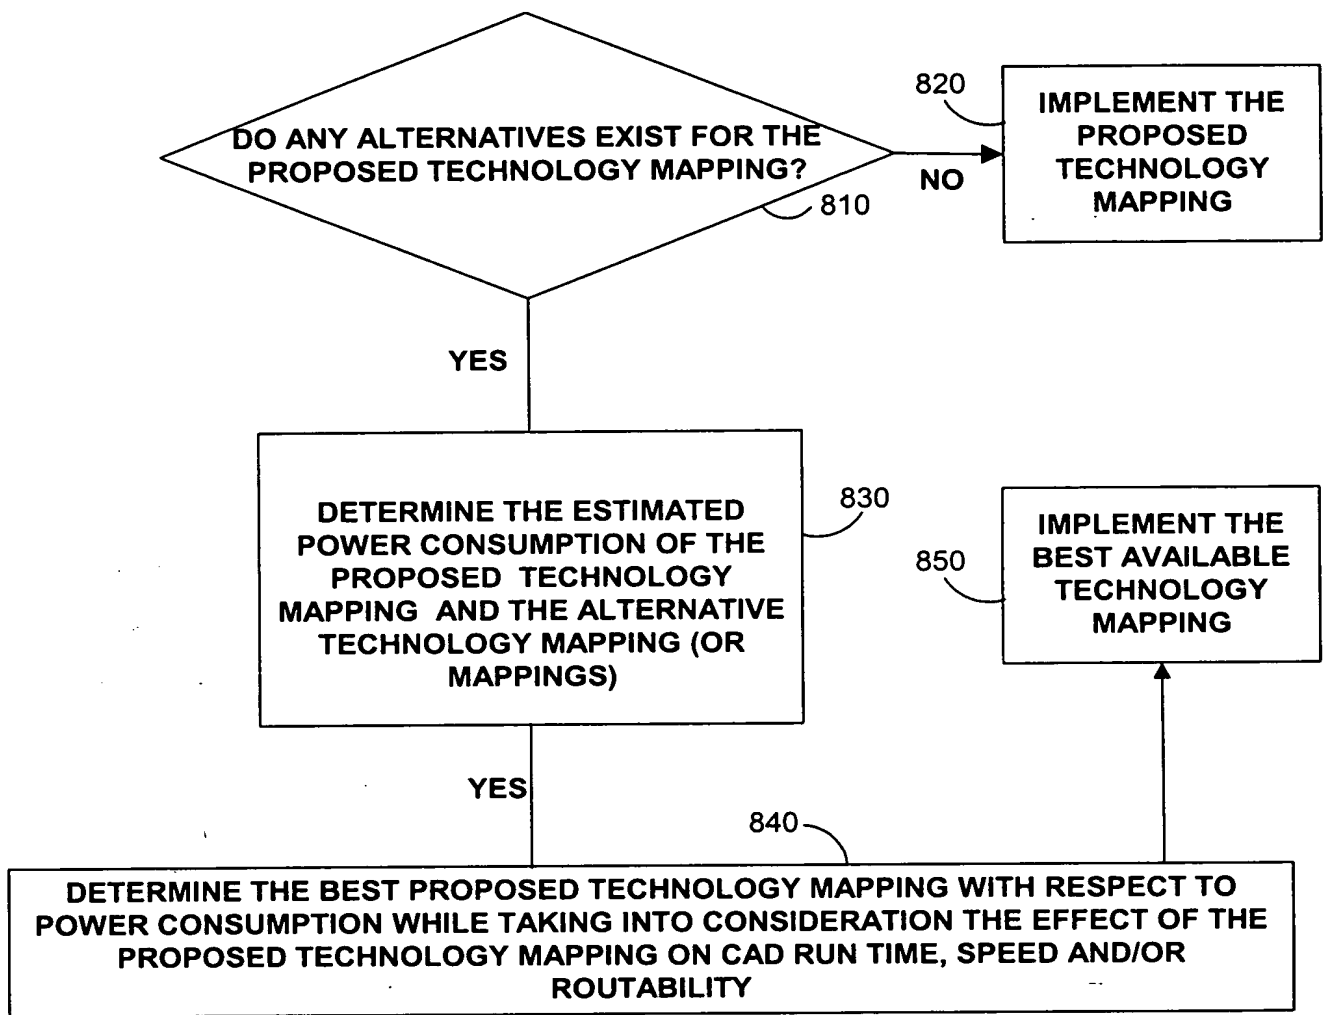 DO ANY ALTERNATIVES EXIST FOR THE
PROPOSED TECHNOLOGY MAPPING?
810
NO
820
IMPLEMENT THE
PROPOSED
TECHNOLOGY
MAPPING
YES
DETERMINE THE ESTIMATED
POWER CONSUMPTION OF THE
PROPOSED TECHNOLOGY
MAPPING AND THE ALTERNATIVE
TECHNOLOGY MAPPING (OR
MAPPINGS)
830
YES
840
DETERMINE THE BEST PROPOSED TECHNOLOGY MAPPING WITH RESPECT TO
POWER CONSUMPTION WHILE TAKING INTO CONSIDERATION THE EFFECT OF THE
PROPOSED TECHNOLOGY MAPPING ON CAD RUN TIME, SPEED AND/OR
ROUTABILITY
850
IMPLEMENT THE
BEST AVAILABLE
TECHNOLOGY
MAPPING